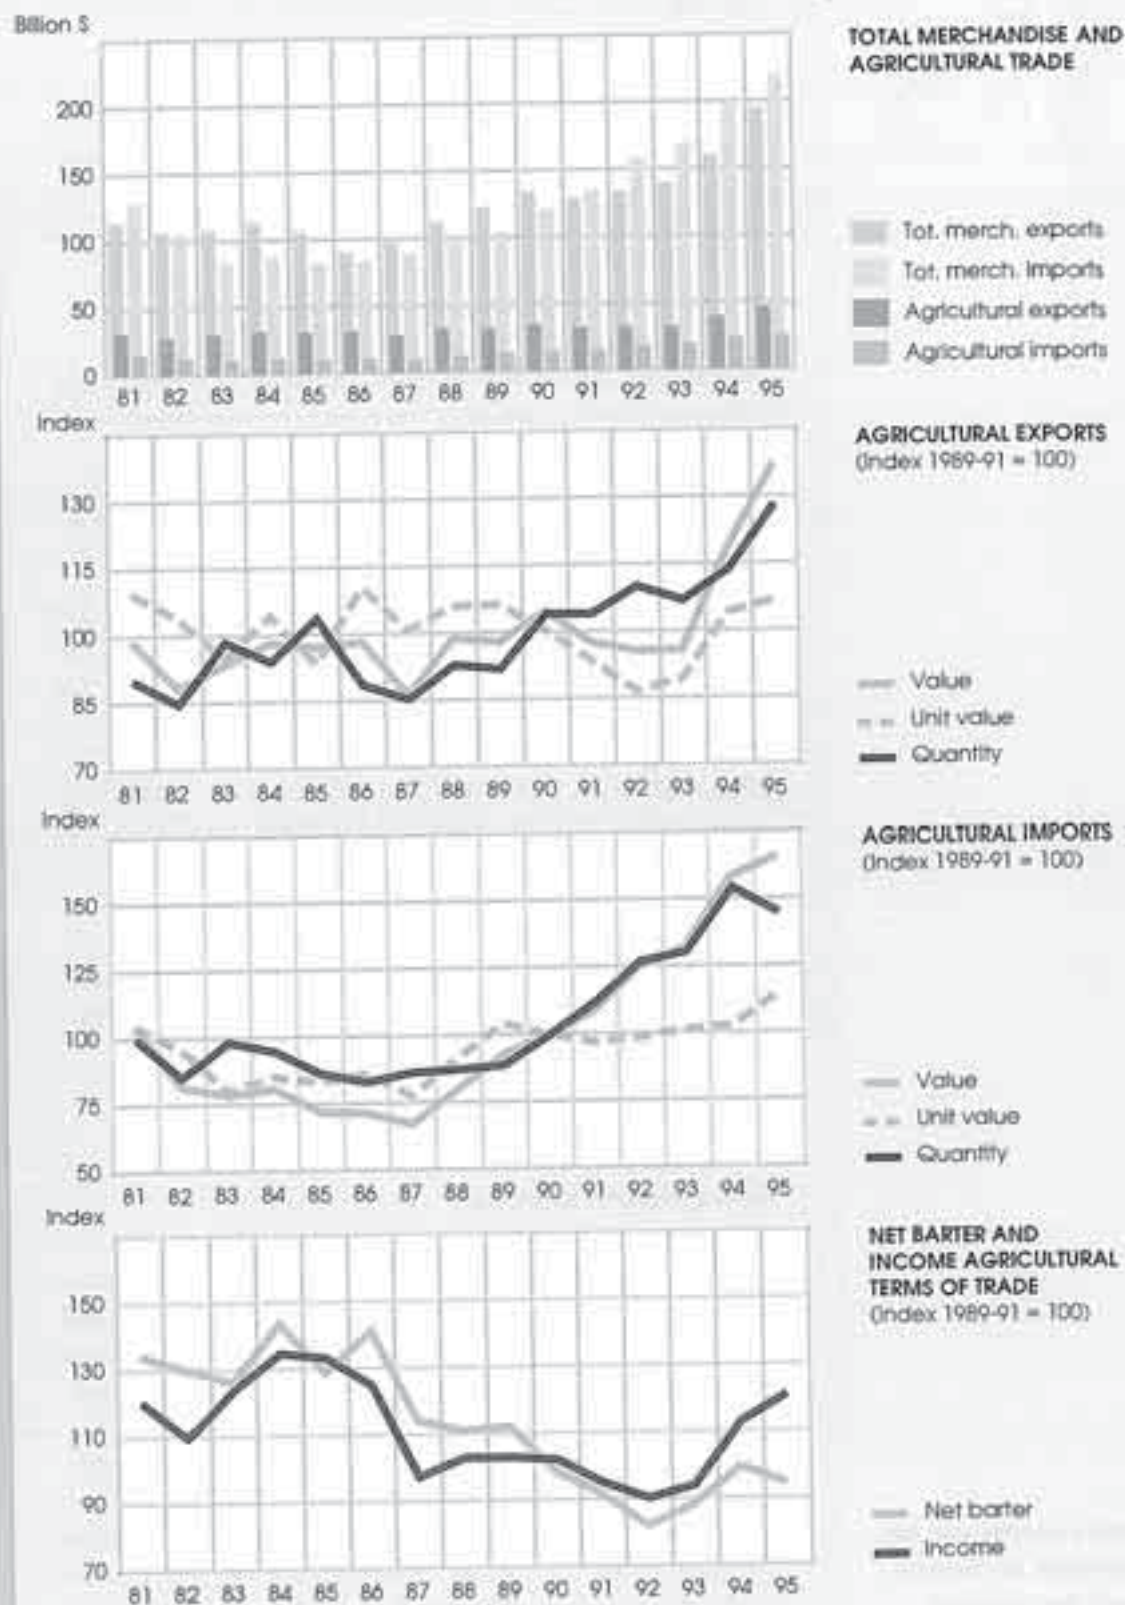 Billion $
TOTAL MERCHANDISE AND
AGRICULTURAL TRADE
200
150
100
50
0
81 82 83 84 85 86 87 88 89 90 91 92 93 94 95
Tot. merch. exports
Tot. merch. imports
Agricultural exports
Agricultural imports
Index
AGRICULTURAL EXPORTS
(Index 1989-91 = 100)
130
115
100
85
70
81 82 83 84 85 86 87 88 89 90 91 92 93 94 95
Value
Unit value
Quantity
Index
AGRICULTURAL IMPORTS
(Index 1989-91 = 100)
150
125
100
75
50
81 82 83 84 85 86 87 88 89 90 91 92 93 94 95
Value
Unit value
Quantity
Index
NET BARTER AND
INCOME AGRICULTURAL
TERMS OF TRADE
(Index 1989-91 = 100)
150
130
110
90
70
81 82 83 84 85 86 87 88 89 90 91 92 93 94 95
Net barter
Income